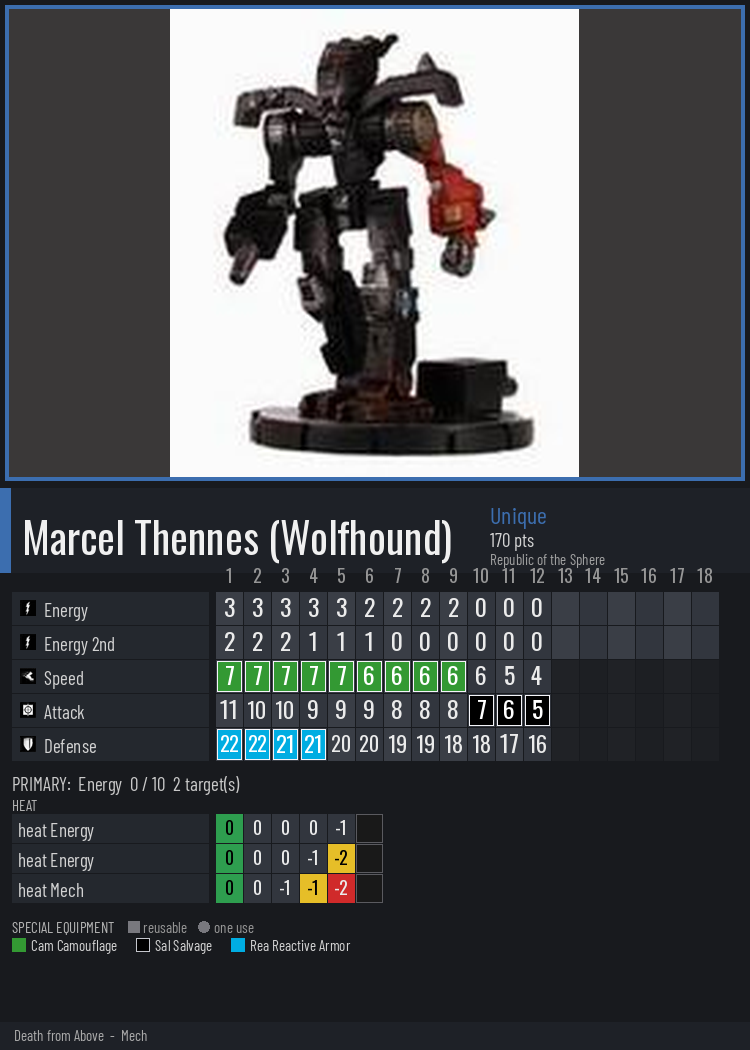 Marcel Thennes (Wolfhound)
Unique
170 pts
Republic of the Sphere
1 2 3 4 5 6 7 8 9 10 11 12 13 14 15 16 17 18
Energy 3 3 3 3 3 2 2 2 2 0 0 0
Energy 2nd 2 2 2 1 1 1 0 0 0 0 0 0
Speed 7 7 7 7 7 6 6 6 6 6 5 4
Attack 11 10 10 9 9 9 8 8 8 7 6 5
Defense 22 22 21 21 20 20 19 19 18 18 17 16
PRIMARY: Energy 0 / 10 2 target(s)
HEAT
heat Energy 0 0 0 0 -1
heat Energy 0 0 0 -1 -2
heat Mech 0 0 -1 -1 -2
SPECIAL EQUIPMENT reusable one use
Cam Camouflage Sal Salvage Rea Reactive Armor
Death from Above - Mech